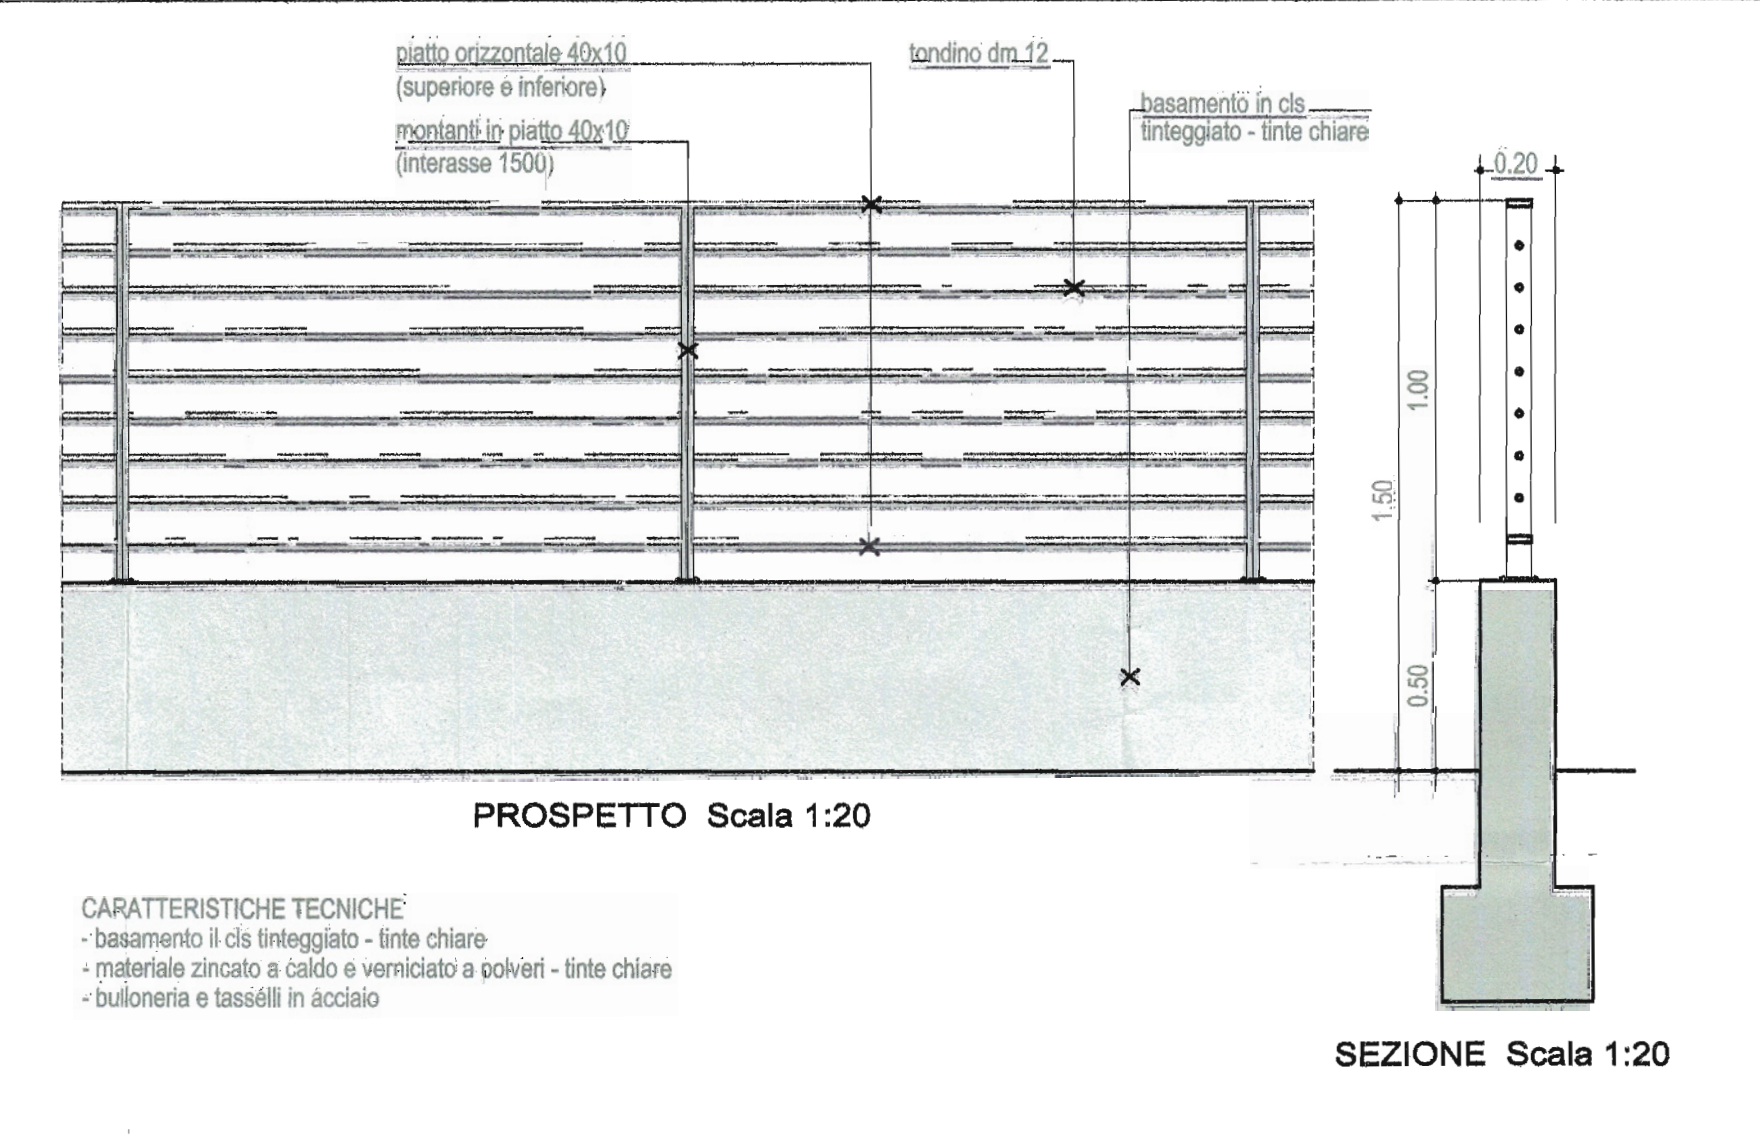 piatto orizzontale 40x10
(superiore e inferiore)
montanti in piatto 40x10
(interasse 1500)
tondino dm 12
basamento in cls
tinteggiato - tinte chiare
0.20
1.00
1.50
0.50
PROSPETTO Scala 1:20
CARATTERISTICHE TECNICHE
- basamento il cls tinteggiato - tinte chiare
- materiale zincato a caldo e verniciato a polveri - tinte chiare
- bulloneria e tasselli in acciaio
SEZIONE Scala 1:20